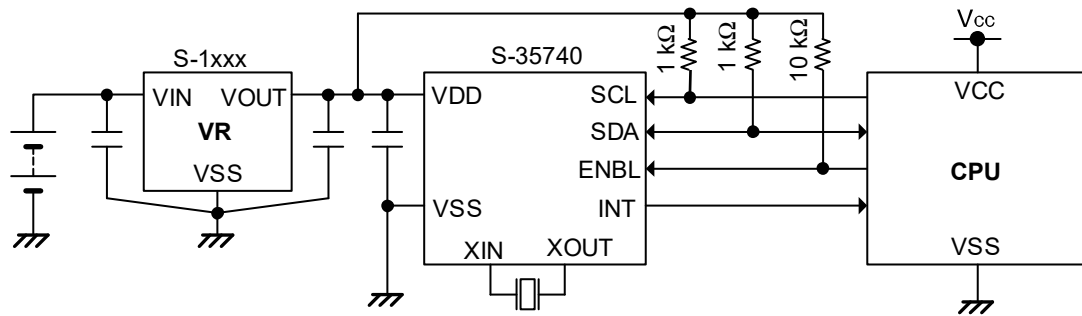 1 kΩ
1 kΩ
10 kΩ
VCC
S-1xxx
S-35740
VIN
VOUT
VR
VSS
VDD
VSS
SCL
SDA
ENBL
INT
XIN
XOUT
VCC
CPU
VSS